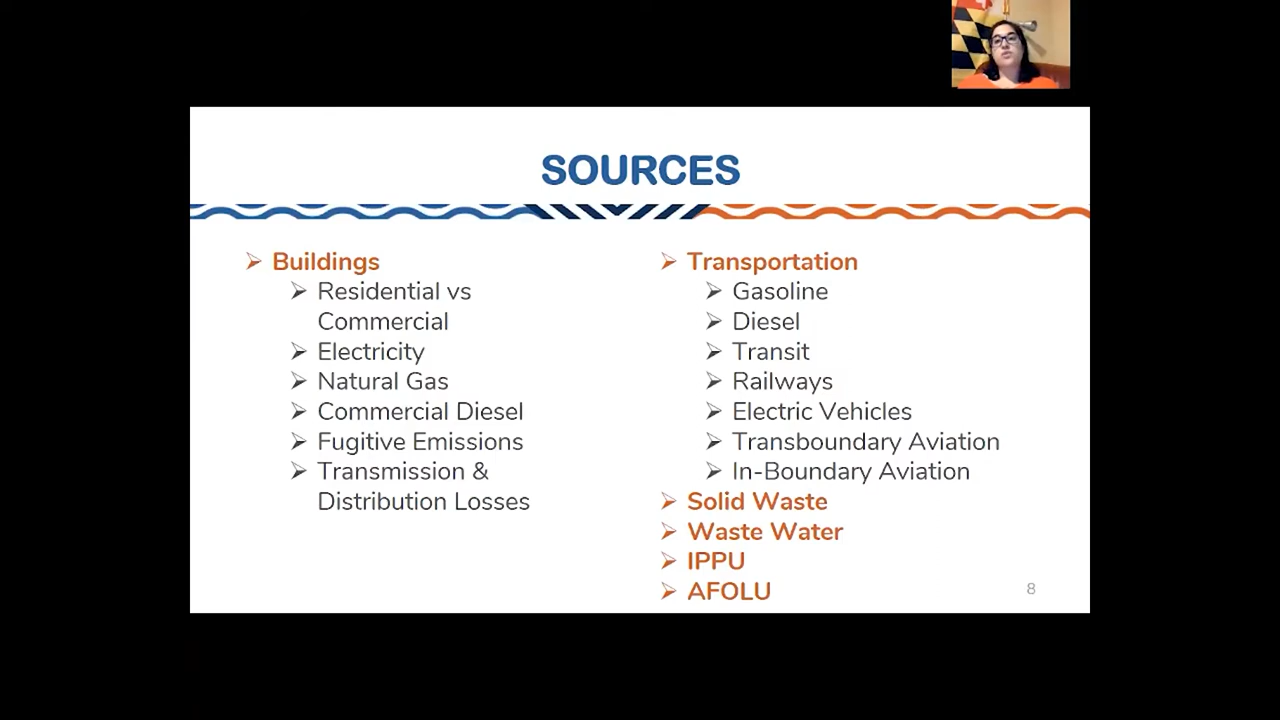 SOURCES
Buildings
Residential vs
Commercial
Electricity
Natural Gas
Commercial Diesel
Fugitive Emissions
Transmission &
Distribution Losses
Transportation
Gasoline
Diesel
Transit
Railways
Electric Vehicles
Transboundary Aviation
In-Boundary Aviation
Solid Waste
Waste Water
IPPU
AFOLU
8